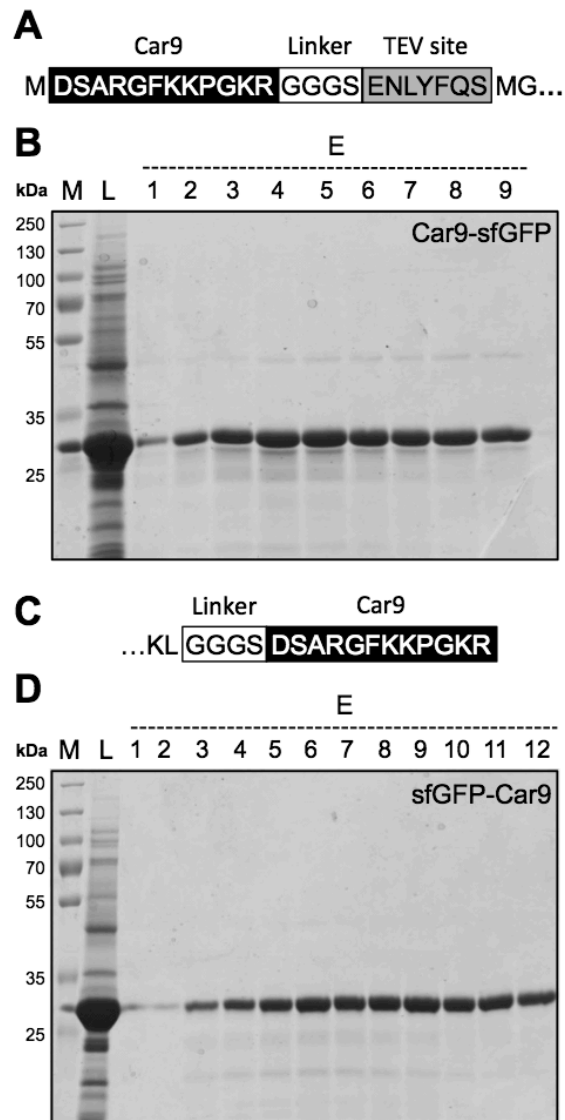 A
Car9 Linker TEV site
M DSARGFKKPGKR GGGS ENLYFQS MG...
B
E
kDa M L 1 2 3 4 5 6 7 8 9
250
Car9-sfGFP
130
100
70
55
35
25
C
Linker Car9
...KL GGGS DSARGFKKPGKR
D
E
kDa M L 1 2 3 4 5 6 7 8 9 10 11 12
250
sfGFP-Car9
130
100
70
55
35
25